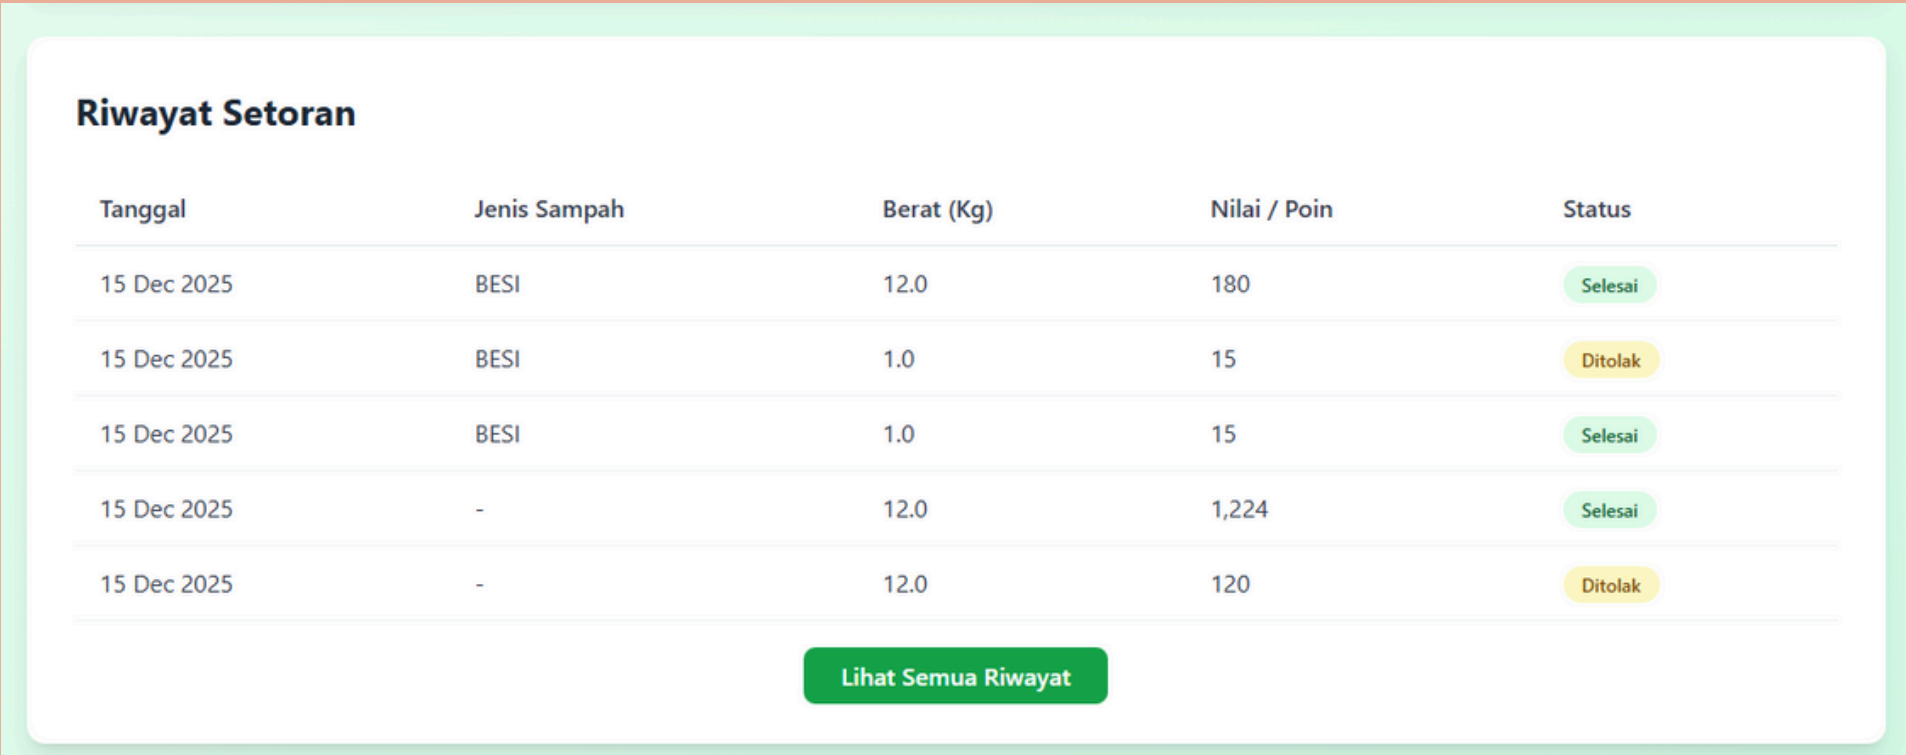 Riwayat Setoran
Tanggal Jenis Sampah Berat (Kg) Nilai / Poin Status
15 Dec 2025 BESI 12.0 180 Selesai
15 Dec 2025 BESI 1.0 15 Ditolak
15 Dec 2025 BESI 1.0 15 Selesai
15 Dec 2025 - 12.0 1,224 Selesai
15 Dec 2025 - 12.0 120 Ditolak
Lihat Semua Riwayat